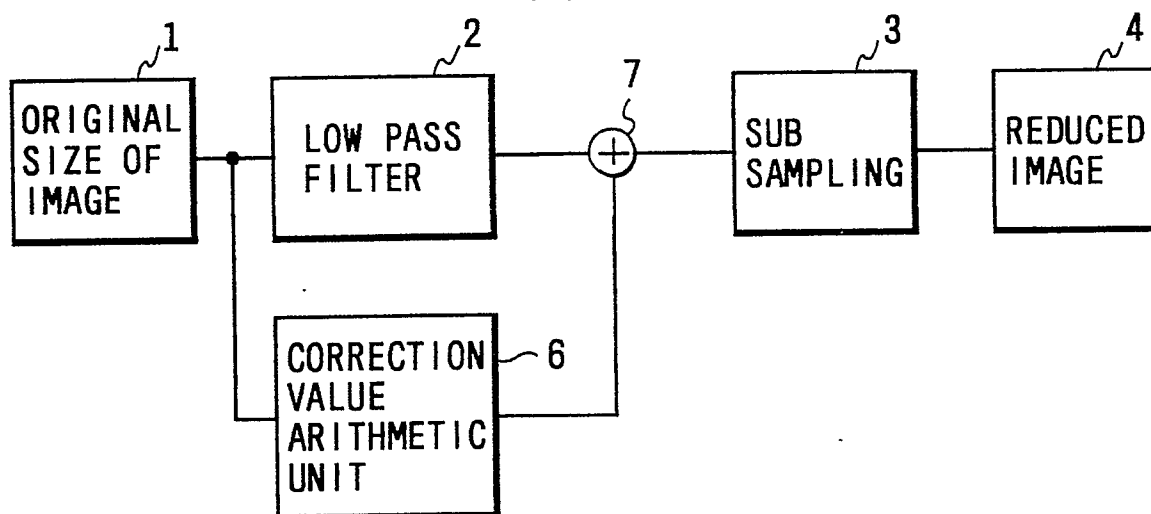 1
ORIGINAL
SIZE OF
IMAGE
2
LOW PASS
FILTER
7
+
3
SUB
SAMPLING
4
REDUCED
IMAGE
CORRECTION
VALUE
ARITHMETIC
UNIT
6